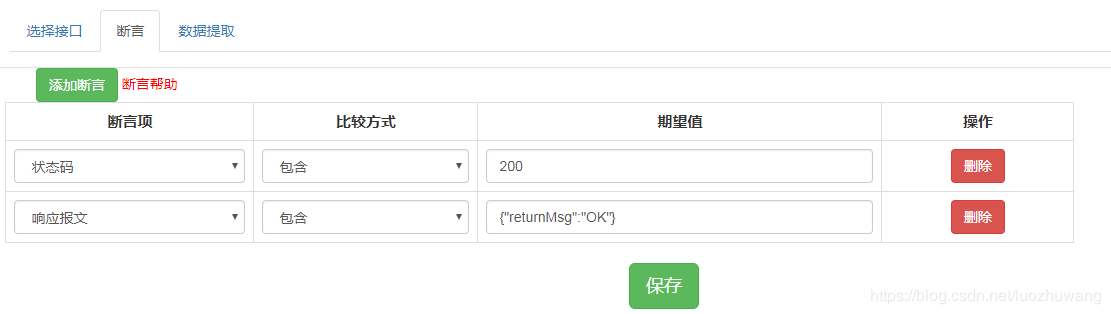 选择接口 断言 数据提取
添加断言 断言帮助
断言项 比较方式 期望值 操作
状态码 包含 200 删除
响应报文 包含 {"returnMsg":"OK"} 删除
保存
https://blog.csdn.net/luozhuwang